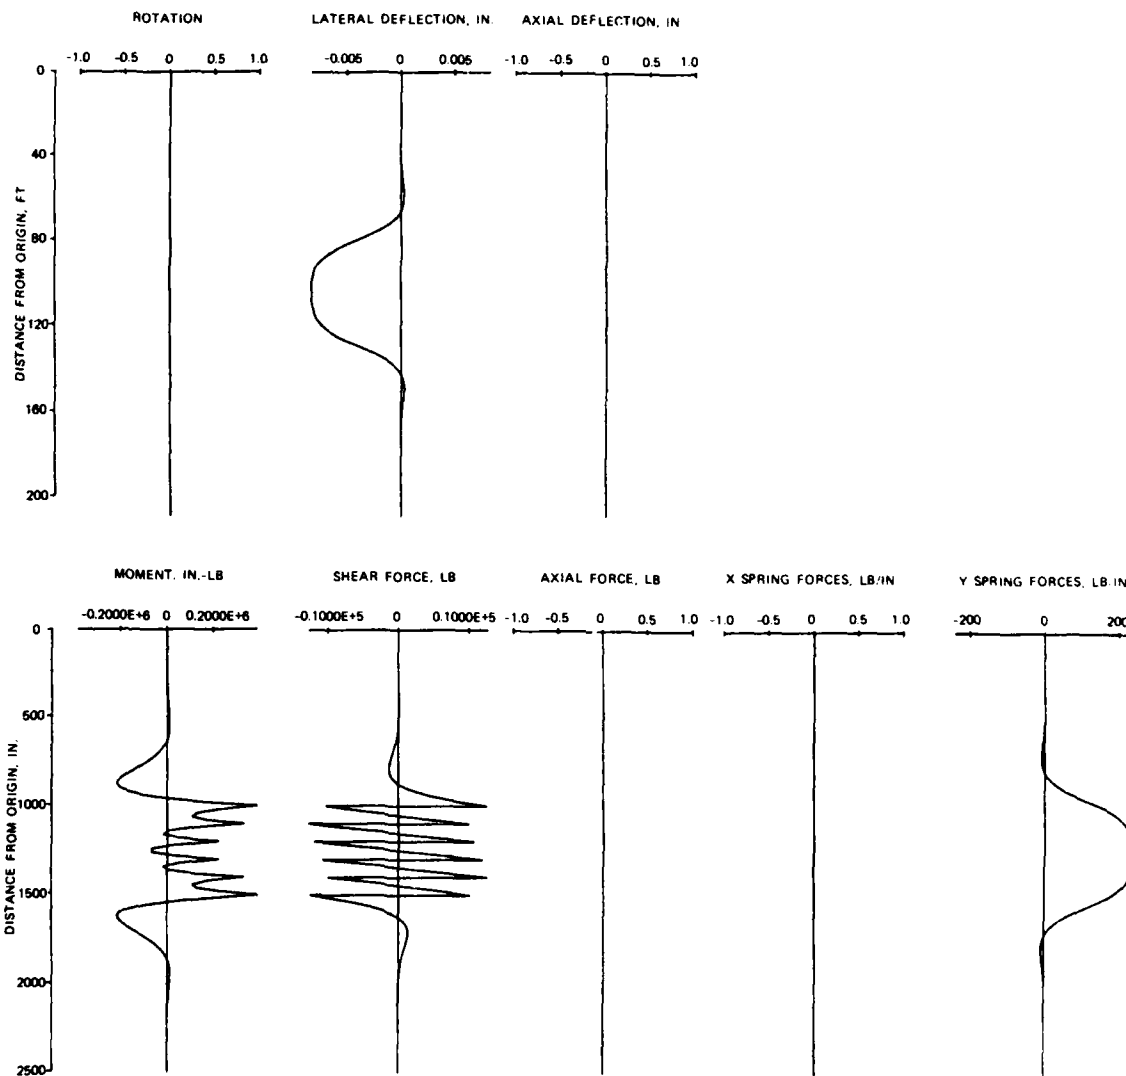 ROTATION LATERAL DEFLECTION, IN. AXIAL DEFLECTION, IN
-1.0 -0.5 0 0.5 1.0 -0.005 0 0.005 -1.0 -0.5 0 0.5 1.0
0
40
80
120
160
200
DISTANCE FROM ORIGIN, FT
MOMENT, IN.-LB SHEAR FORCE, LB AXIAL FORCE, LB X SPRING FORCES, LB/IN Y SPRING FORCES, LB/IN
-0.2000E+6 0 0.2000E+6 -0.1000E+5 0 0.1000E+5 -1.0 -0.5 0 0.5 1.0 -1.0 -0.5 0 0.5 1.0 -200 0 200
0
500
1000
1500
2000
2500
DISTANCE FROM ORIGIN, IN.